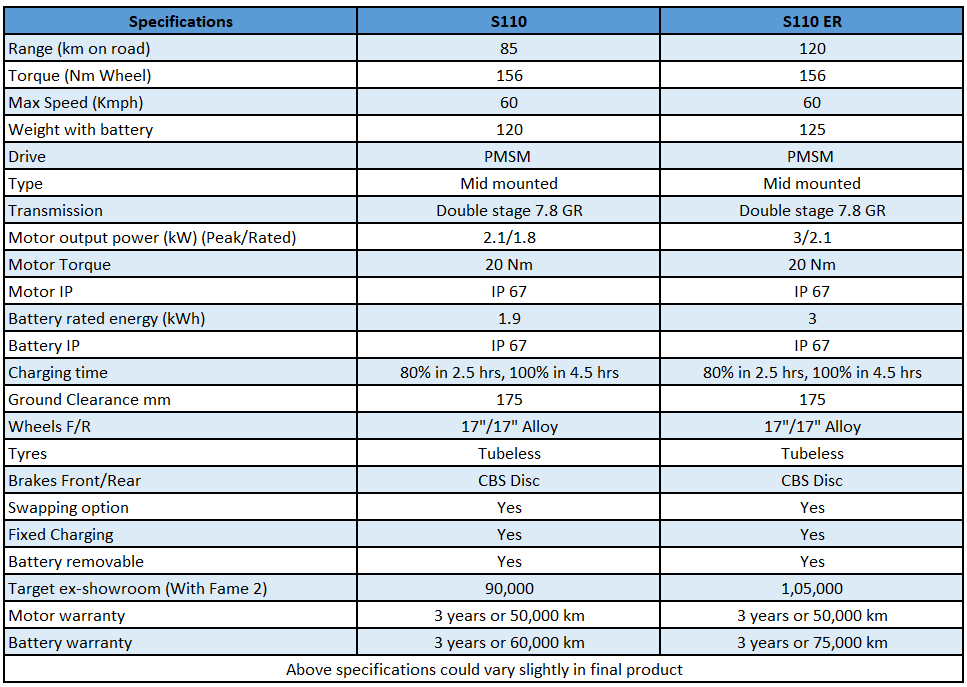 Specifications S110 S110 ER
Range (km on road) 85 120
Torque (Nm Wheel) 156 156
Max Speed (Kmph) 60 60
Weight with battery 120 125
Drive PMSM PMSM
Type Mid mounted Mid mounted
Transmission Double stage 7.8 GR Double stage 7.8 GR
Motor output power (kW) (Peak/Rated) 2.1/1.8 3/2.1
Motor Torque 20 Nm 20 Nm
Motor IP IP 67 IP 67
Battery rated energy (kWh) 1.9 3
Battery IP IP 67 IP 67
Charging time 80% in 2.5 hrs, 100% in 4.5 hrs 80% in 2.5 hrs, 100% in 4.5 hrs
Ground Clearance mm 175 175
Wheels F/R 17"/17" Alloy 17"/17" Alloy
Tyres Tubeless Tubeless
Brakes Front/Rear CBS Disc CBS Disc
Swapping option Yes Yes
Fixed Charging Yes Yes
Battery removable Yes Yes
Target ex-showroom (With Fame 2) 90,000 1,05,000
Motor warranty 3 years or 50,000 km 3 years or 50,000 km
Battery warranty 3 years or 60,000 km 3 years or 75,000 km
Above specifications could vary slightly in final product